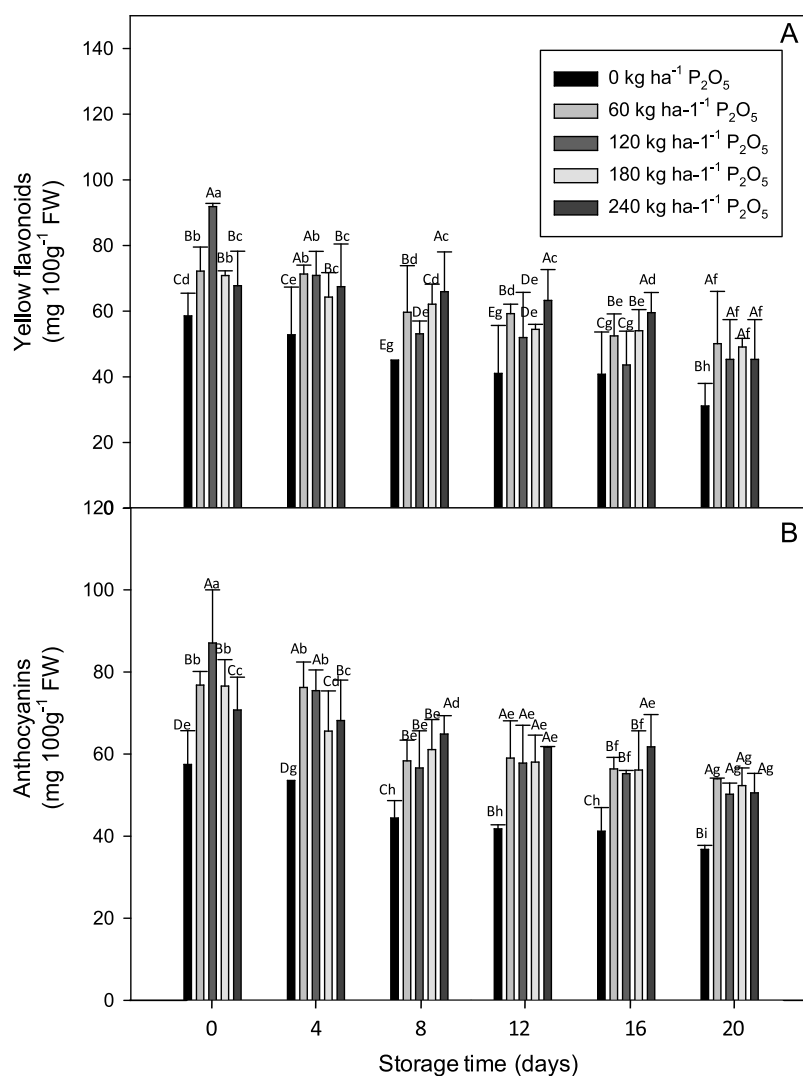 A
0 kg ha⁻¹ P₂O₅
60 kg ha-1⁻¹ P₂O₅
120 kg ha-1⁻¹ P₂O₅
180 kg ha-1⁻¹ P₂O₅
240 kg ha-1⁻¹ P₂O₅
Yellow flavonoids
(mg 100g⁻¹ FW)
140
120
100
80
60
40
20
Cd Bb Aa Bb Bc
Ce Ab Ab Bc Bc
Eg Bd De Cd Ac
Eg Bd De De Ac
Cg Be Cg Be Ad
Bh Af Af Af Af
B
Anthocyanins
(mg 100g⁻¹ FW)
120
100
80
60
40
20
0
De Bb Aa Bb Cc
Dg Ab Ab Cd Bc
Ch Be Be Be Ad
Bh Ae Ae Ae Ae
Ch Bf Bf Bf Ae
Bi Ag Ag Ag Ag
0 4 8 12 16 20
Storage time (days)